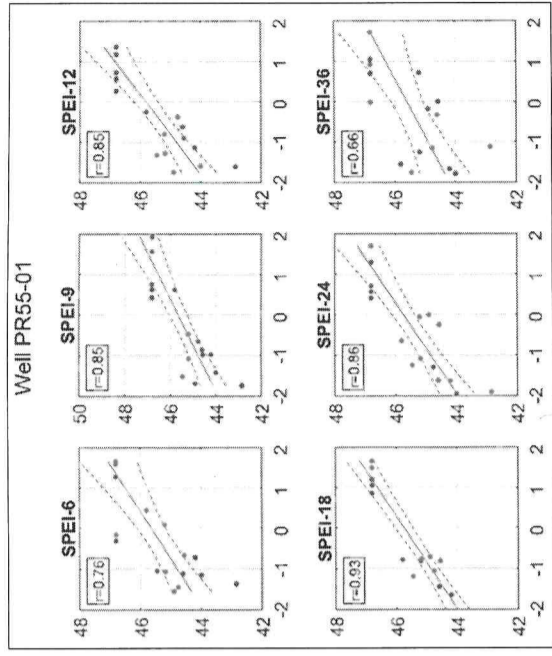 Well PR55-01
SPEI-6
SPEI-9
SPEI-12
r=0.76
r=0.85
r=0.85
48
46
44
42
-2 -1 0 1 2
50
48
46
44
42
-2 -1 0 1 2
48
46
44
42
-2 -1 0 1 2
SPEI-18
SPEI-24
SPEI-36
r=0.93
r=0.86
r=0.66
48
46
44
42
-2 -1 0 1 2
48
46
44
42
-2 -1 0 1 2
48
46
44
42
-2 -1 0 1 2